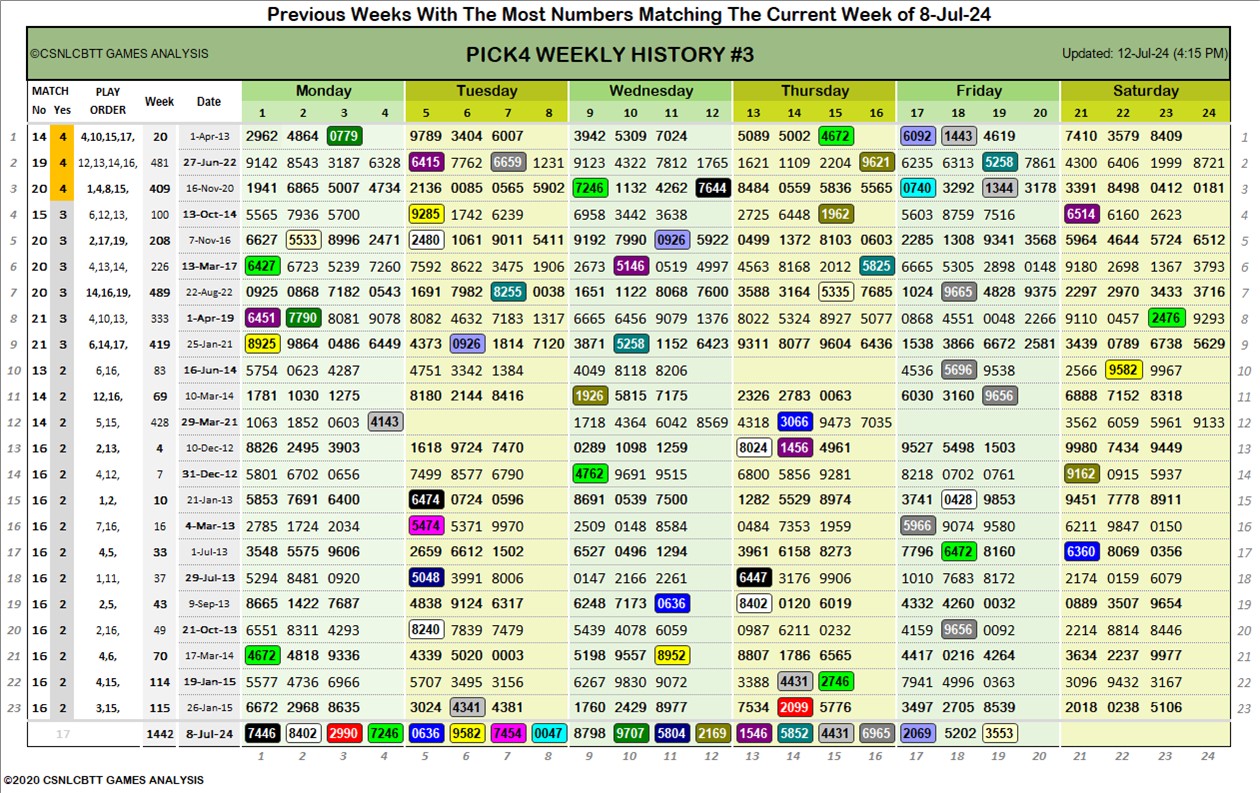 Previous Weeks With The Most Numbers Matching The Current Week of 8-Jul-24
©CSNLCBTT GAMES ANALYSIS PICK4 WEEKLY HISTORY #3 Updated: 12-Jul-24 (4:15 PM)
MATCH PLAY Week Date Monday Tuesday Wednesday Thursday Friday Saturday
No Yes ORDER 1 2 3 4 5 6 7 8 9 10 11 12 13 14 15 16 17 18 19 20 21 22 23 24
1 14 4 4,10,15,17, 20 1-Apr-13 2962 4864 0779 9789 3404 6007 3942 5309 7024 5089 5002 4672 6092 1443 4619 7410 3579 8409 1
2 19 4 12,13,14,16, 481 27-Jun-22 9142 8543 3187 6328 6415 7762 6659 1231 9123 4322 7812 1765 1621 1109 2204 9621 6235 6313 5258 7861 4300 6406 1999 8721 2
3 20 4 1,4,8,15, 409 16-Nov-20 1941 6865 5007 4734 2136 0085 0565 5902 7246 1132 4262 7644 8484 0559 5836 5565 0740 3292 1344 3178 3391 8498 0412 0181 3
4 15 3 6,12,13, 100 13-Oct-14 5565 7936 5700 9285 1742 6239 6958 3442 3638 2725 6448 1962 5603 8759 7516 6514 6160 2623 4
5 20 3 2,17,19, 208 7-Nov-16 6627 5533 8996 2471 2480 1061 9011 5411 9192 7990 0926 5922 0499 1372 8103 0603 2285 1308 9341 3568 5964 4644 5724 6512 5
6 20 3 4,13,14, 226 13-Mar-17 6427 6723 5239 7260 7592 8622 3475 1906 2673 5146 0519 4997 4563 8168 2012 5825 6665 5305 2898 0148 9180 2698 1367 3793 6
7 20 3 14,16,19, 489 22-Aug-22 0925 0868 7182 0543 1691 7982 8255 0038 1651 1122 8068 7600 3588 3164 5335 7685 1024 9665 4828 9375 2297 2970 3433 3716 7
8 21 3 4,10,13, 333 1-Apr-19 6451 7790 8081 9078 8082 4632 7183 1317 6665 6456 9079 1376 8022 5324 8927 5077 0868 4551 0048 2266 9110 0457 2476 9293 8
9 21 3 6,14,17, 419 25-Jan-21 8925 9864 0486 6449 4373 0926 1814 7120 3871 5258 1152 6423 9311 8077 9604 6436 1538 3866 6672 2581 3439 0789 6738 5629 9
10 13 2 6,16, 83 16-Jun-14 5754 0623 4287 4751 3342 1384 4049 8118 8206 4536 5696 9538 2566 9582 9967 10
11 14 2 12,16, 69 10-Mar-14 1781 1030 1275 8180 2144 8416 1926 5815 7175 2326 2783 0063 6030 3160 9656 6888 7152 8318 11
12 14 2 5,15, 428 29-Mar-21 1063 1852 0603 4143 1718 4364 6042 8569 4318 3066 9473 7035 3562 6059 5961 9133 12
13 16 2 2,13, 4 10-Dec-12 8826 2495 3903 1618 9724 7470 0289 1098 1259 8024 1456 4961 9527 5498 1503 9980 7434 9449 13
14 16 2 4,12, 7 31-Dec-12 5801 6702 0656 7499 8577 6790 4762 9691 9515 6800 5856 9281 8218 0702 0761 9162 0915 5937 14
15 16 2 1,2, 10 21-Jan-13 5853 7691 6400 6474 0724 0596 8691 0539 7500 1282 5529 8974 3741 0428 9853 9451 7778 8911 15
16 16 2 7,16, 16 4-Mar-13 2785 1724 2034 5474 5371 9970 2509 0148 8584 0484 7353 1959 5966 9074 9580 6211 9847 0150 16
17 16 2 4,5, 33 1-Jul-13 3548 5575 9606 2659 6612 1502 6527 0496 1294 3961 6158 8273 7796 6472 8160 6360 8069 0356 17
18 16 2 1,11, 37 29-Jul-13 5294 8481 0920 5048 3991 8006 0147 2166 2261 6447 3176 9906 1010 7683 8172 2174 0159 6079 18
19 16 2 2,5, 43 9-Sep-13 8665 1422 7687 4838 9124 6317 6248 7173 0636 8402 0120 6019 4332 4260 0032 0889 3507 9654 19
20 16 2 2,16, 49 21-Oct-13 6551 8311 4293 8240 7839 7479 5439 4078 6059 0987 6211 0232 4159 9656 0092 2214 8814 8446 20
21 16 2 4,6, 70 17-Mar-14 4672 4818 9336 4339 5020 0003 5198 9557 8952 8807 1786 6565 4417 0216 4264 3634 2237 9977 21
22 16 2 4,15, 114 19-Jan-15 5577 4736 6966 5707 3495 3156 6267 9830 9072 3388 4431 2746 7941 4996 0363 3096 9432 3167 22
23 16 2 3,15, 115 26-Jan-15 6672 2968 8635 3024 4341 4381 1760 2429 8977 7534 2099 5776 3497 2705 8539 2018 0238 5106 23
17 1442 8-Jul-24 7446 8402 2990 7246 0636 9582 7454 0047 8798 9707 5804 2169 1546 5852 4431 6965 2069 5202 3553
1 2 3 4 5 6 7 8 9 10 11 12 13 14 15 16 17 18 19 20 21 22 23 24
©2020 CSNLCBTT GAMES ANALYSIS